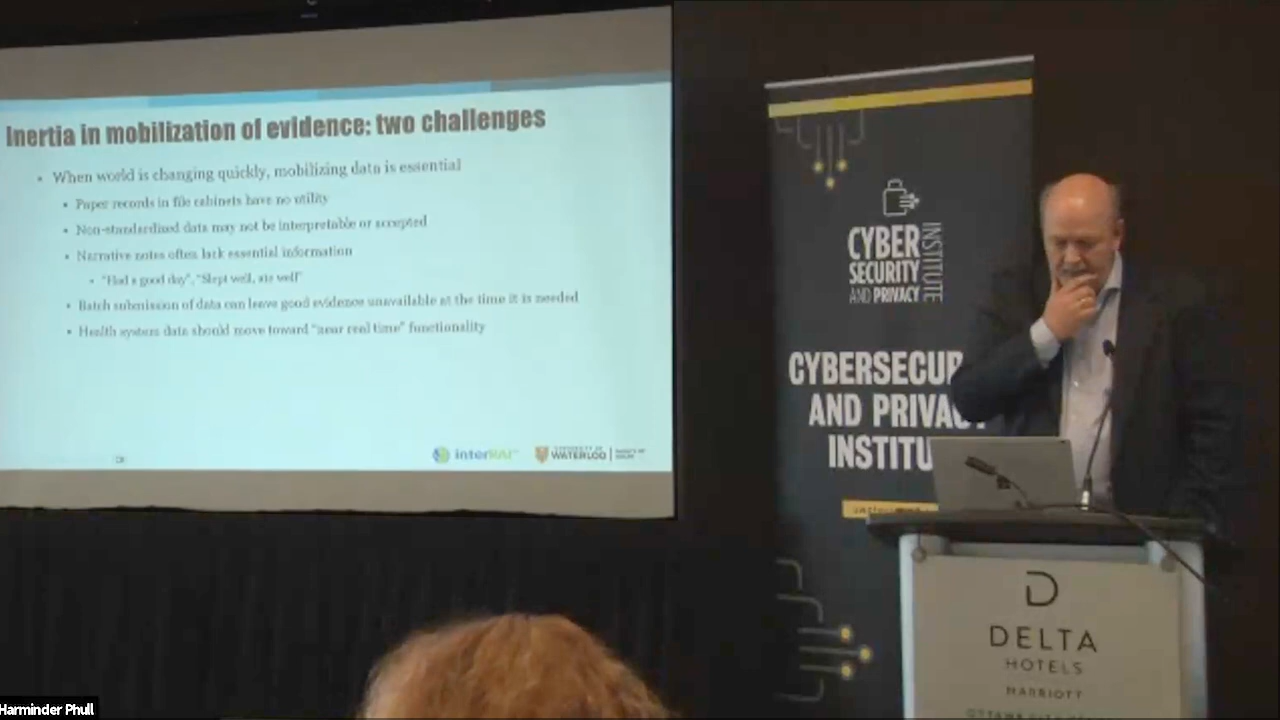 Inertia in mobilization of evidence: two challenges
When world is changing quickly, mobilizing data is essential
Paper records in file cabinets have no utility
Non-standardized data may not be interpretable or accepted
Narrative notes often lack essential information
"Had a good day", "Slept well, ate well"
Batch submission of data can leave good evidence unavailable at the time it is needed
Health system data should move toward "near real time" functionality
interRAI
UNIVERSITY OF
WATERLOO
CYBER
SECURITY
AND PRIVACY
INSTITUTE
CYBERSECUR
AND PRIVAC
INSTITU
D
DELTA
HOTELS
MARRIOTT
Harminder Phull